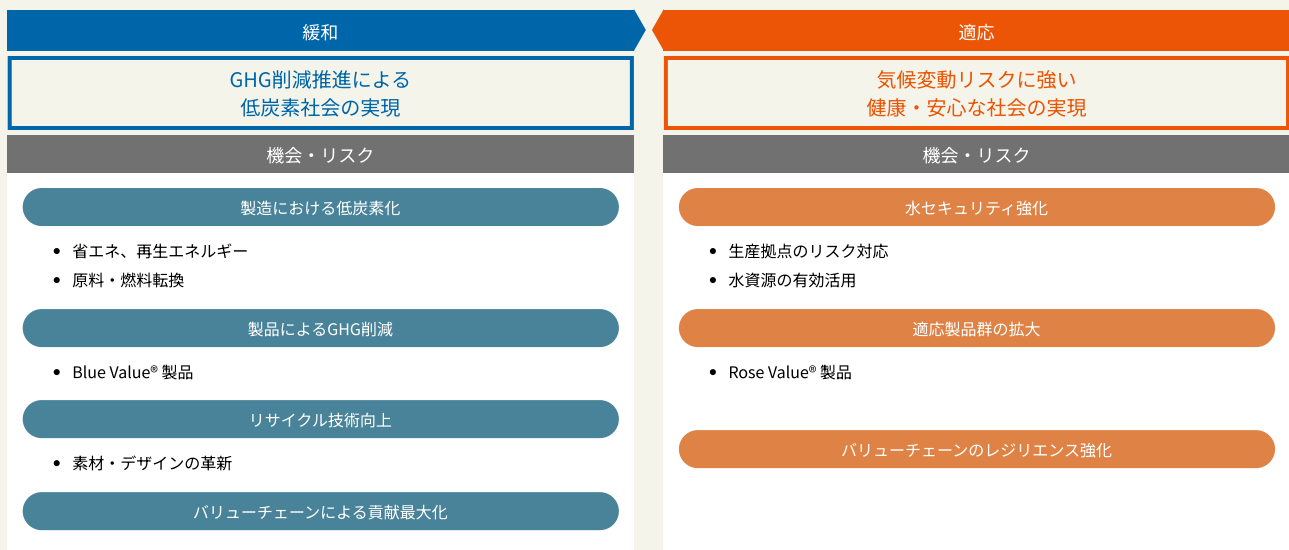 緩和
GHG削減推進による
低炭素社会の実現
機会・リスク
製造における低炭素化
• 省エネ、再生エネルギー
• 原料・燃料転換
製品によるGHG削減
• Blue Value® 製品
リサイクル技術向上
• 素材・デザインの革新
バリューチェーンによる貢献最大化
適応
気候変動リスクに強い
健康・安心な社会の実現
機会・リスク
水セキュリティ強化
• 生産拠点のリスク対応
• 水資源の有効活用
適応製品群の拡大
• Rose Value® 製品
バリューチェーンのレジリエンス強化